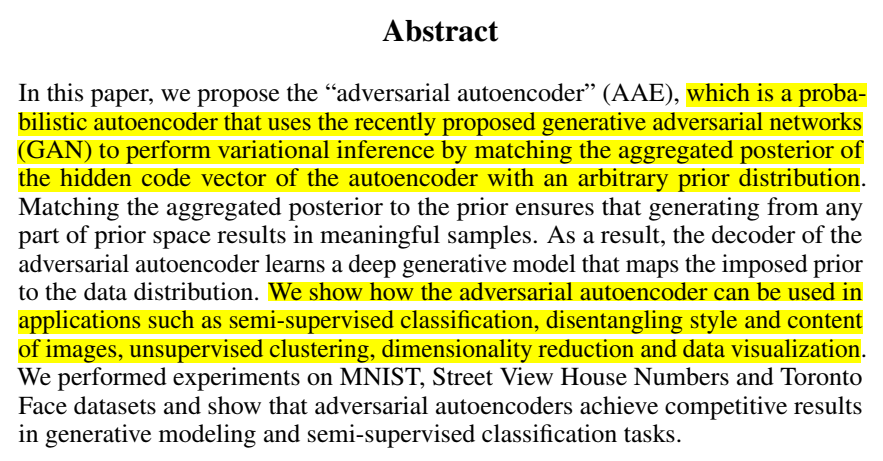 Abstract
In this paper, we propose the “adversarial autoencoder” (AAE), which is a proba-
bilistic autoencoder that uses the recently proposed generative adversarial networks
(GAN) to perform variational inference by matching the aggregated posterior of
the hidden code vector of the autoencoder with an arbitrary prior distribution.
Matching the aggregated posterior to the prior ensures that generating from any
part of prior space results in meaningful samples. As a result, the decoder of the
adversarial autoencoder learns a deep generative model that maps the imposed prior
to the data distribution. We show how the adversarial autoencoder can be used in
applications such as semi-supervised classification, disentangling style and content
of images, unsupervised clustering, dimensionality reduction and data visualization.
We performed experiments on MNIST, Street View House Numbers and Toronto
Face datasets and show that adversarial autoencoders achieve competitive results
in generative modeling and semi-supervised classification tasks.